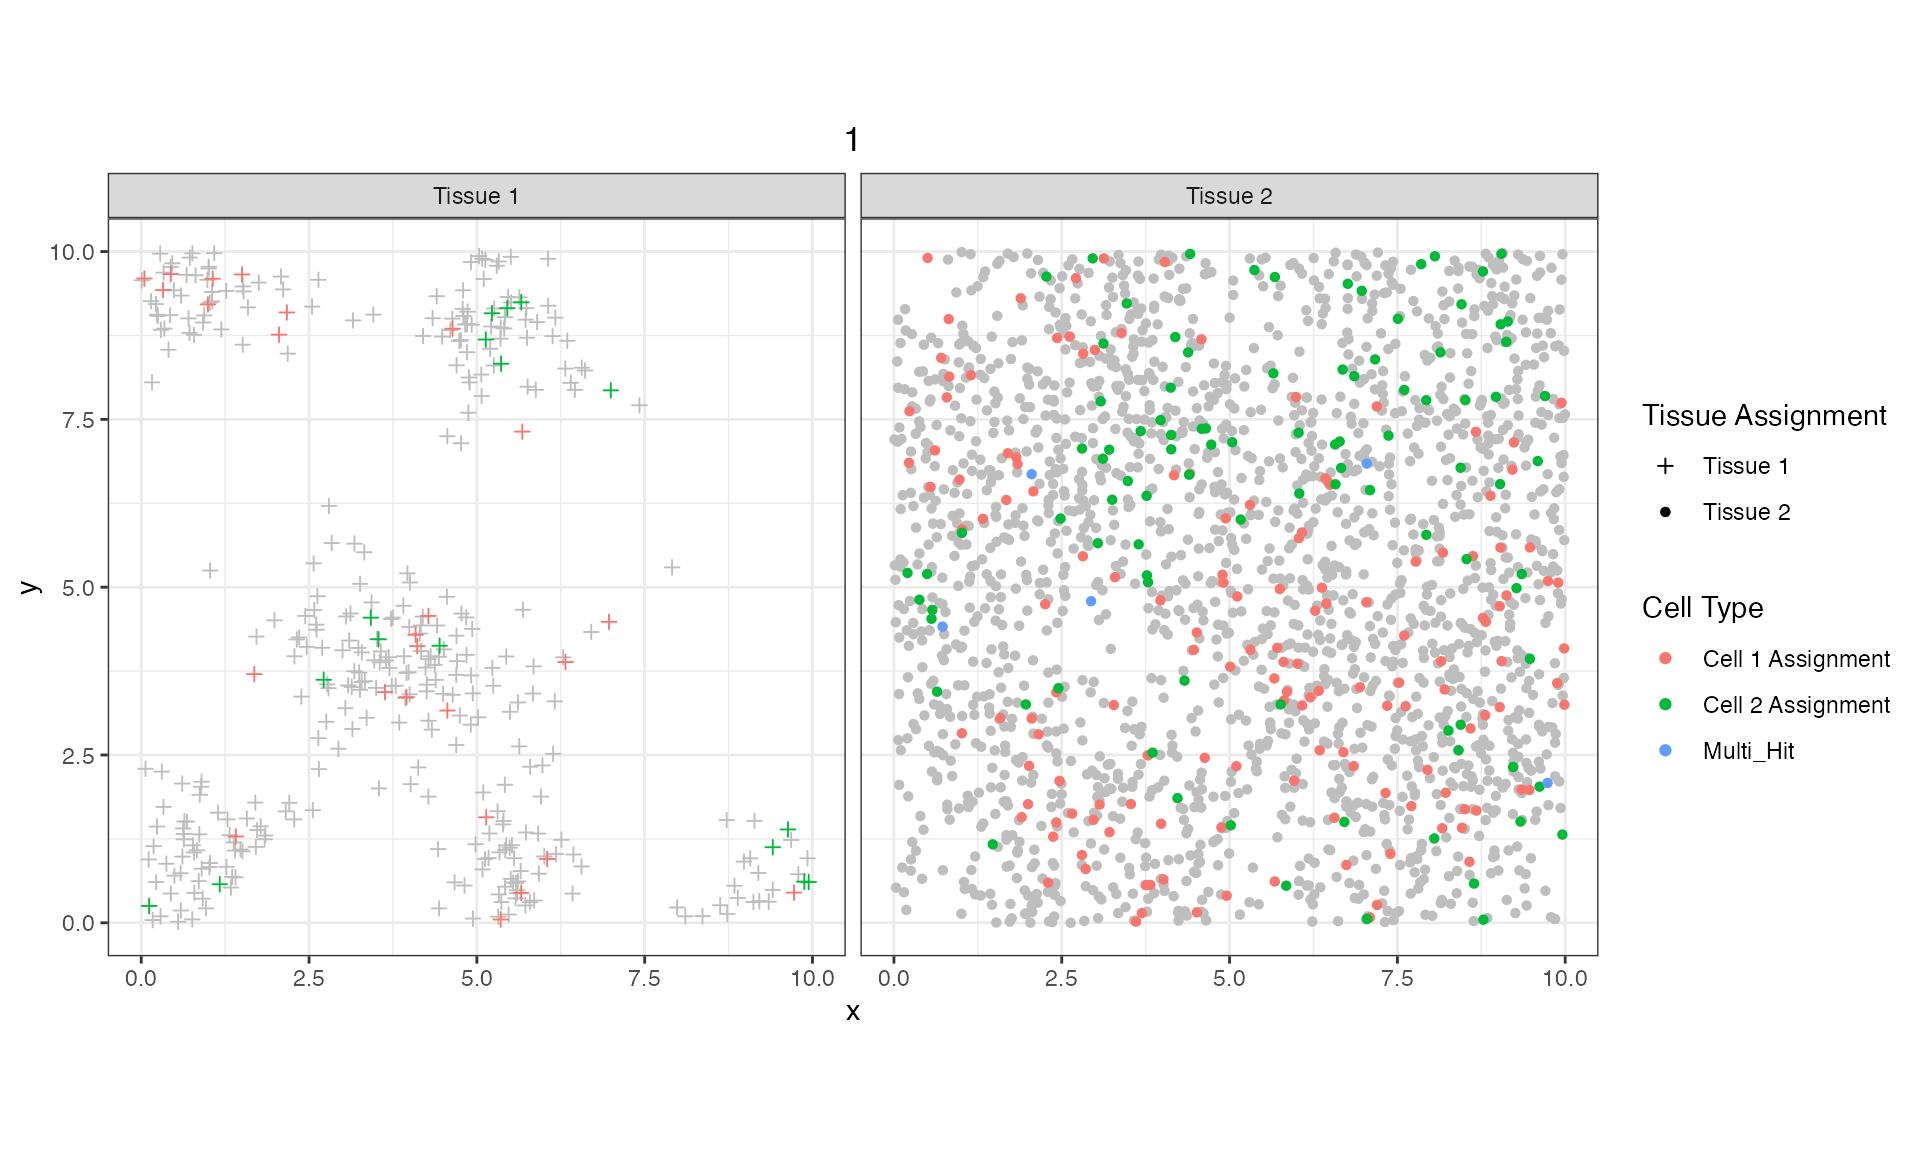 1
Tissue 1
Tissue 2
y
10.0
7.5
5.0
2.5
0.0
0.0 2.5 5.0 7.5 10.0
0.0 2.5 5.0 7.5 10.0
x
Tissue Assignment
Tissue 1
Tissue 2
Cell Type
Cell 1 Assignment
Cell 2 Assignment
Multi_Hit